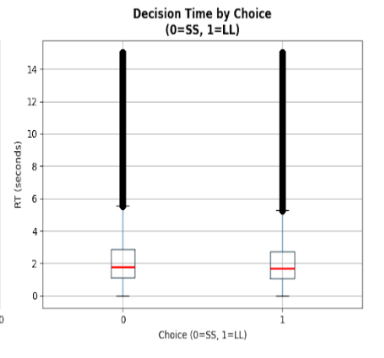 Decision Time by Choice
(0=SS, 1=LL)
14
12
10
8
6
4
2
0
RT (seconds)
0
0
1
Choice (0=SS, 1=LL)